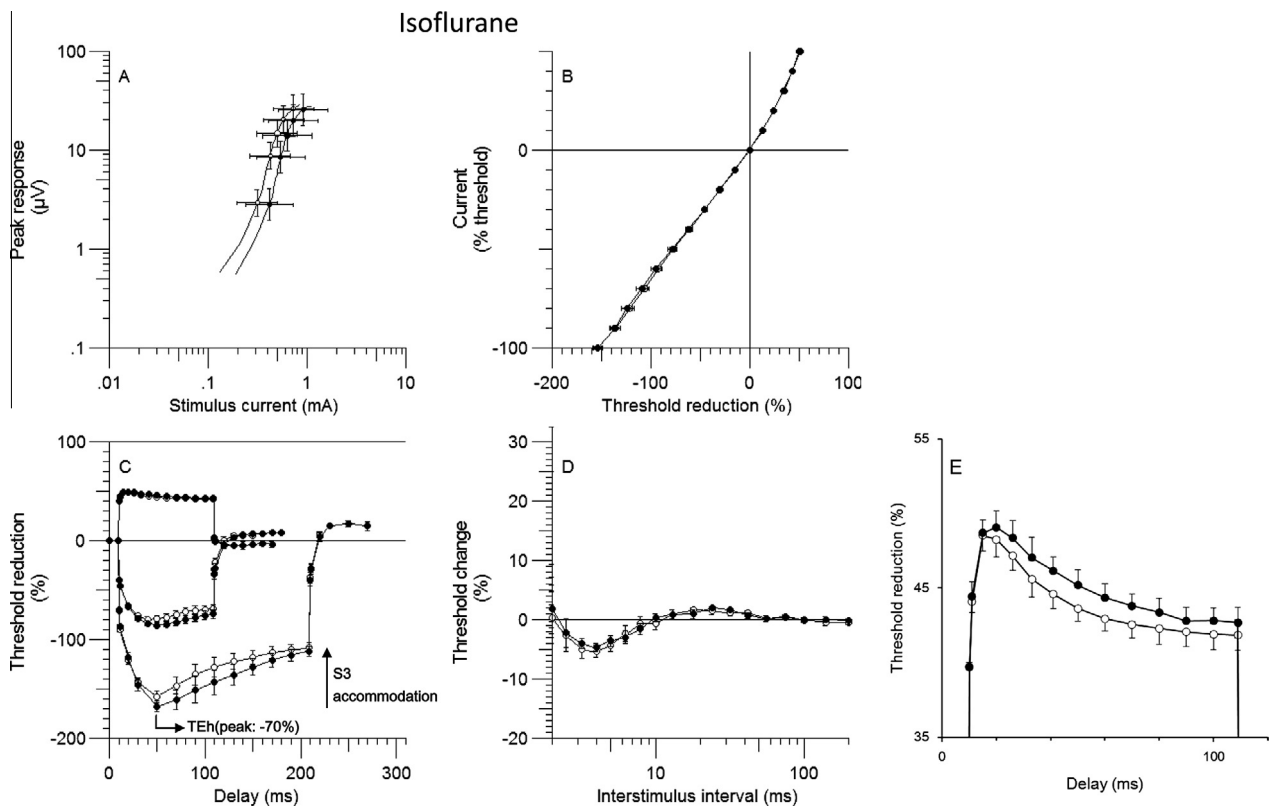 Isoflurane
A
100
10
1
.1
Peak response
(µV)
.01
.1
1
10
Stimulus current (mA)
B
0
-100
Current
(% threshold)
-200
-100
0
100
Threshold reduction (%)
C
100
0
-100
-200
Threshold reduction
(%)
S3
accommodation
TEh(peak: -70%)
0
100
200
300
Delay (ms)
D
30
20
10
0
-10
-20
Threshold change
(%)
10
100
Interstimulus interval (ms)
E
55
45
35
Threshold reduction (%)
0
100
Delay (ms)